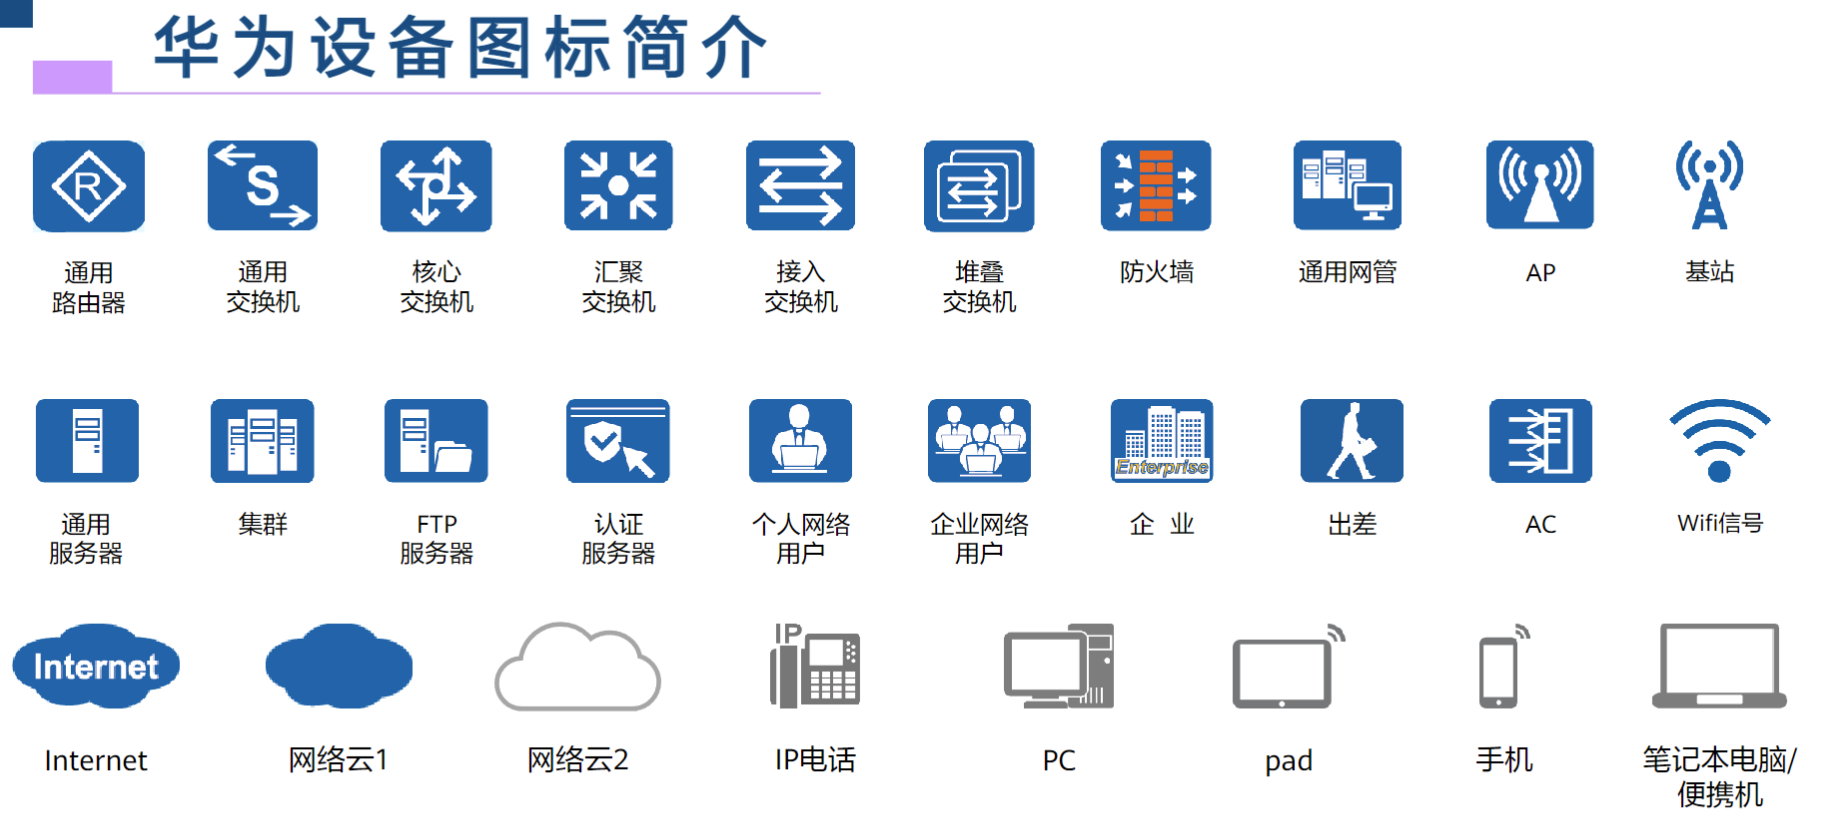 华为设备图标简介
R
S
通用
路由器
通用
交换机
核心
交换机
汇聚
交换机
接入
交换机
堆叠
交换机
防火墙
通用网管
AP
A
基站
通用
服务器
集群
FTP
服务器
认证
服务器
个人网络
用户
企业网络
用户
Enterprise
企 业
出差
AC
Wifi信号
Internet
Internet
网络云1
网络云2
IP
IP电话
PC
pad
手机
笔记本电脑/
便携机